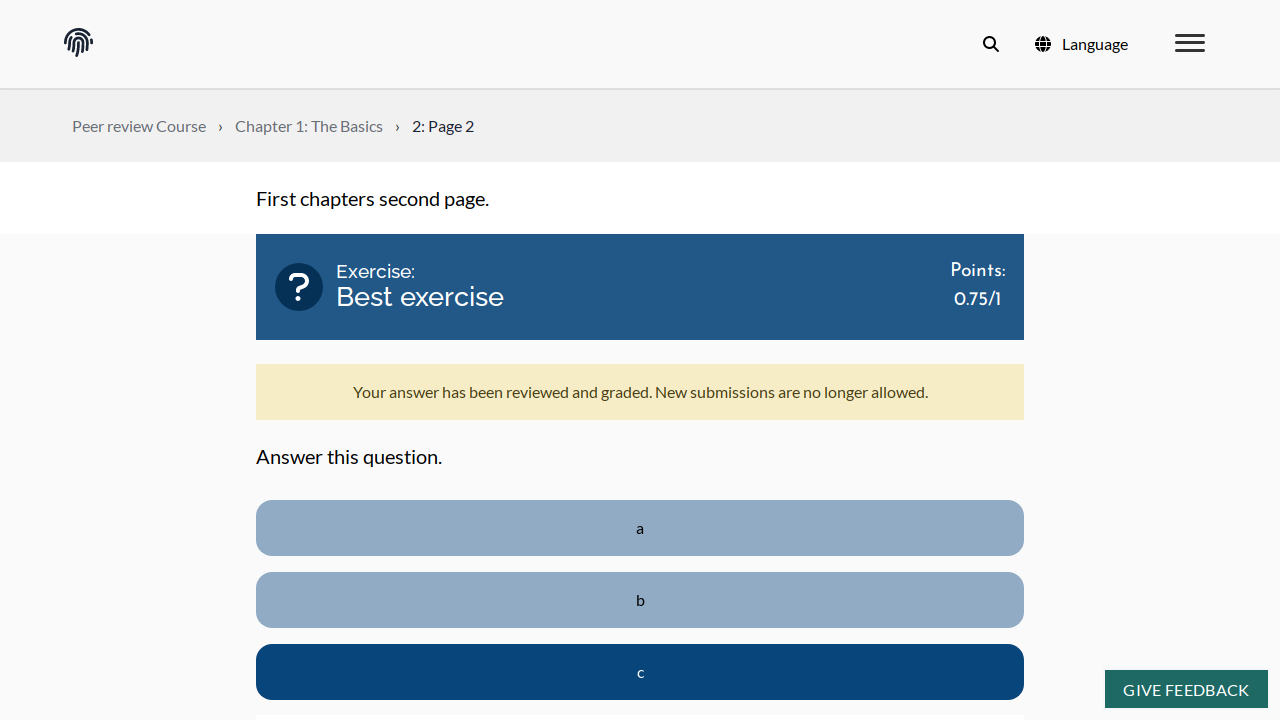 Language
Peer review Course › Chapter 1: The Basics › 2: Page 2
First chapters second page.
?
Exercise:
Best exercise
Points:
0.75/1
Your answer has been reviewed and graded. New submissions are no longer allowed.
Answer this question.
a
b
c
GIVE FEEDBACK